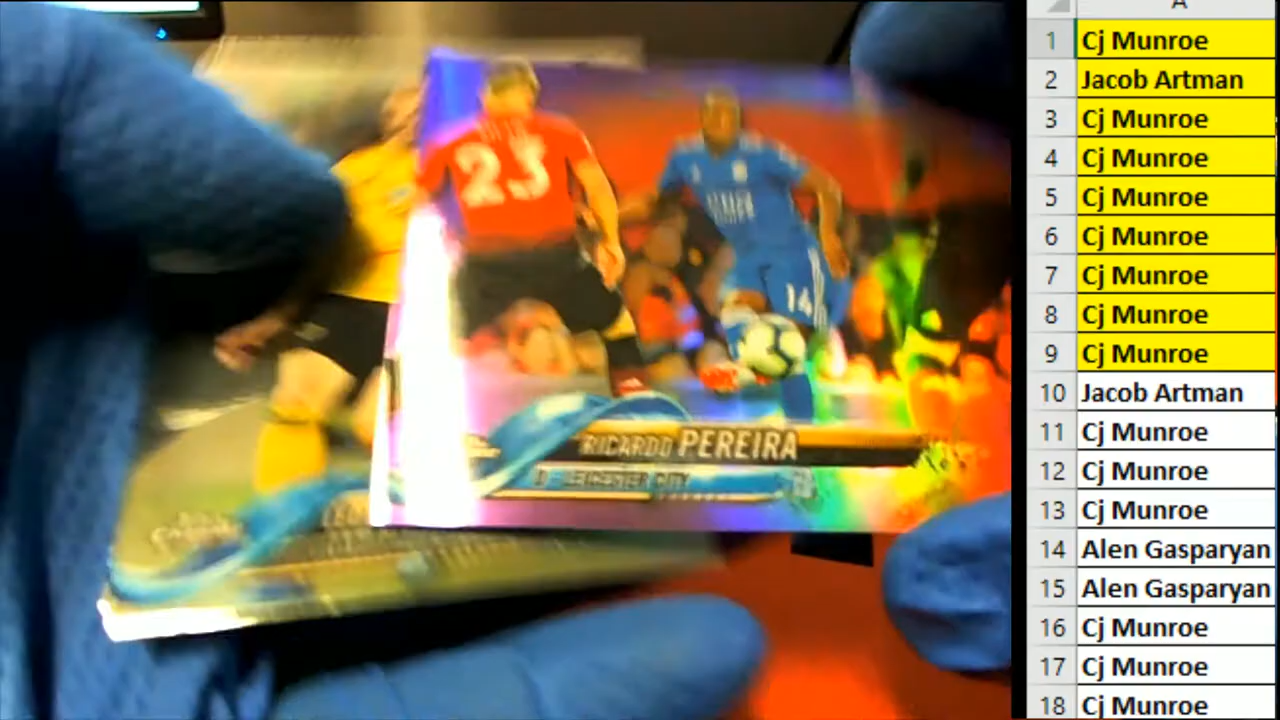 23
14
RICARDO PEREIRA
D - LEICESTER CITY
A
1 Cj Munroe
2 Jacob Artman
3 Cj Munroe
4 Cj Munroe
5 Cj Munroe
6 Cj Munroe
7 Cj Munroe
8 Cj Munroe
9 Cj Munroe
10 Jacob Artman
11 Cj Munroe
12 Cj Munroe
13 Cj Munroe
14 Alen Gasparyan
15 Alen Gasparyan
16 Cj Munroe
17 Cj Munroe
18 Cj Munroe